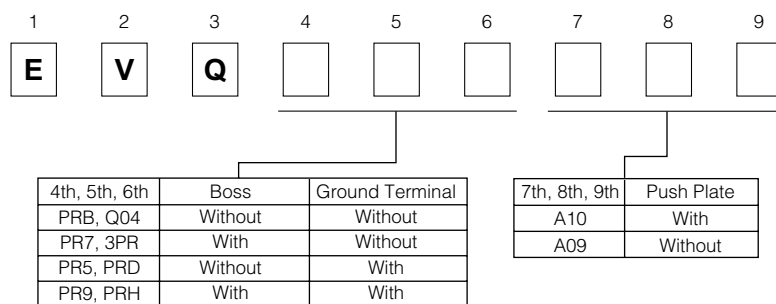 1 2 3 4 5 6 7 8 9
E V Q
4th, 5th, 6th Boss Ground Terminal
PRB, Q04 Without Without
PR7, 3PR With Without
PR5, PRD Without With
PR9, PRH With With
7th, 8th, 9th Push Plate
A10 With
A09 Without